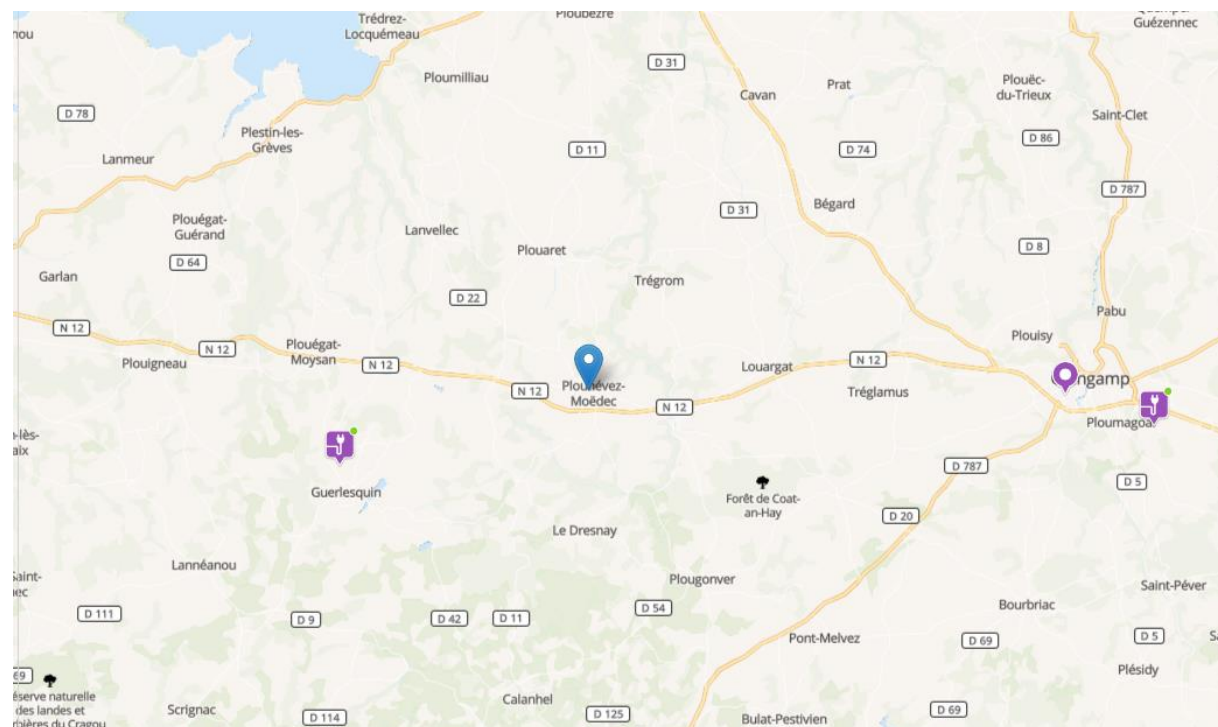 Trédrez-
Locquémeau
Ploubezre
Guézennec
Ploumilliau
D 31
Cavan
Prat
Plouëc-
du-Trieux
D 78
Saint-Clet
Plestin-les-
Grèves
D 86
Lanmeur
D 11
D 74
D 787
Plouégat-
Guérand
Lanvellec
D 31
Bégard
Plouaret
D 8
D 64
Garlan
Trégrom
D 22
Pabu
N 12
Plouisy
Plouégat-
Moysan
N 12
Plouigneau
N 12
Louargat
N 12
N 12
Plounévez-
Moëdec
Tréglamus
N 12
Ploumagoar
D 787
D 5
Guerlesquin
Forêt de Coat-
an-Hay
D 20
Le Dresnay
Lannéanou
Plougonver
Saint-Péver
D 111
D 9
D 42
D 11
D 54
Bourbriac
Pont-Melvez
D 69
D 5
Plésidy
Calanhel
Scrignac
D 114
D 125
Bulat-Pestivien
D 69
des landes et